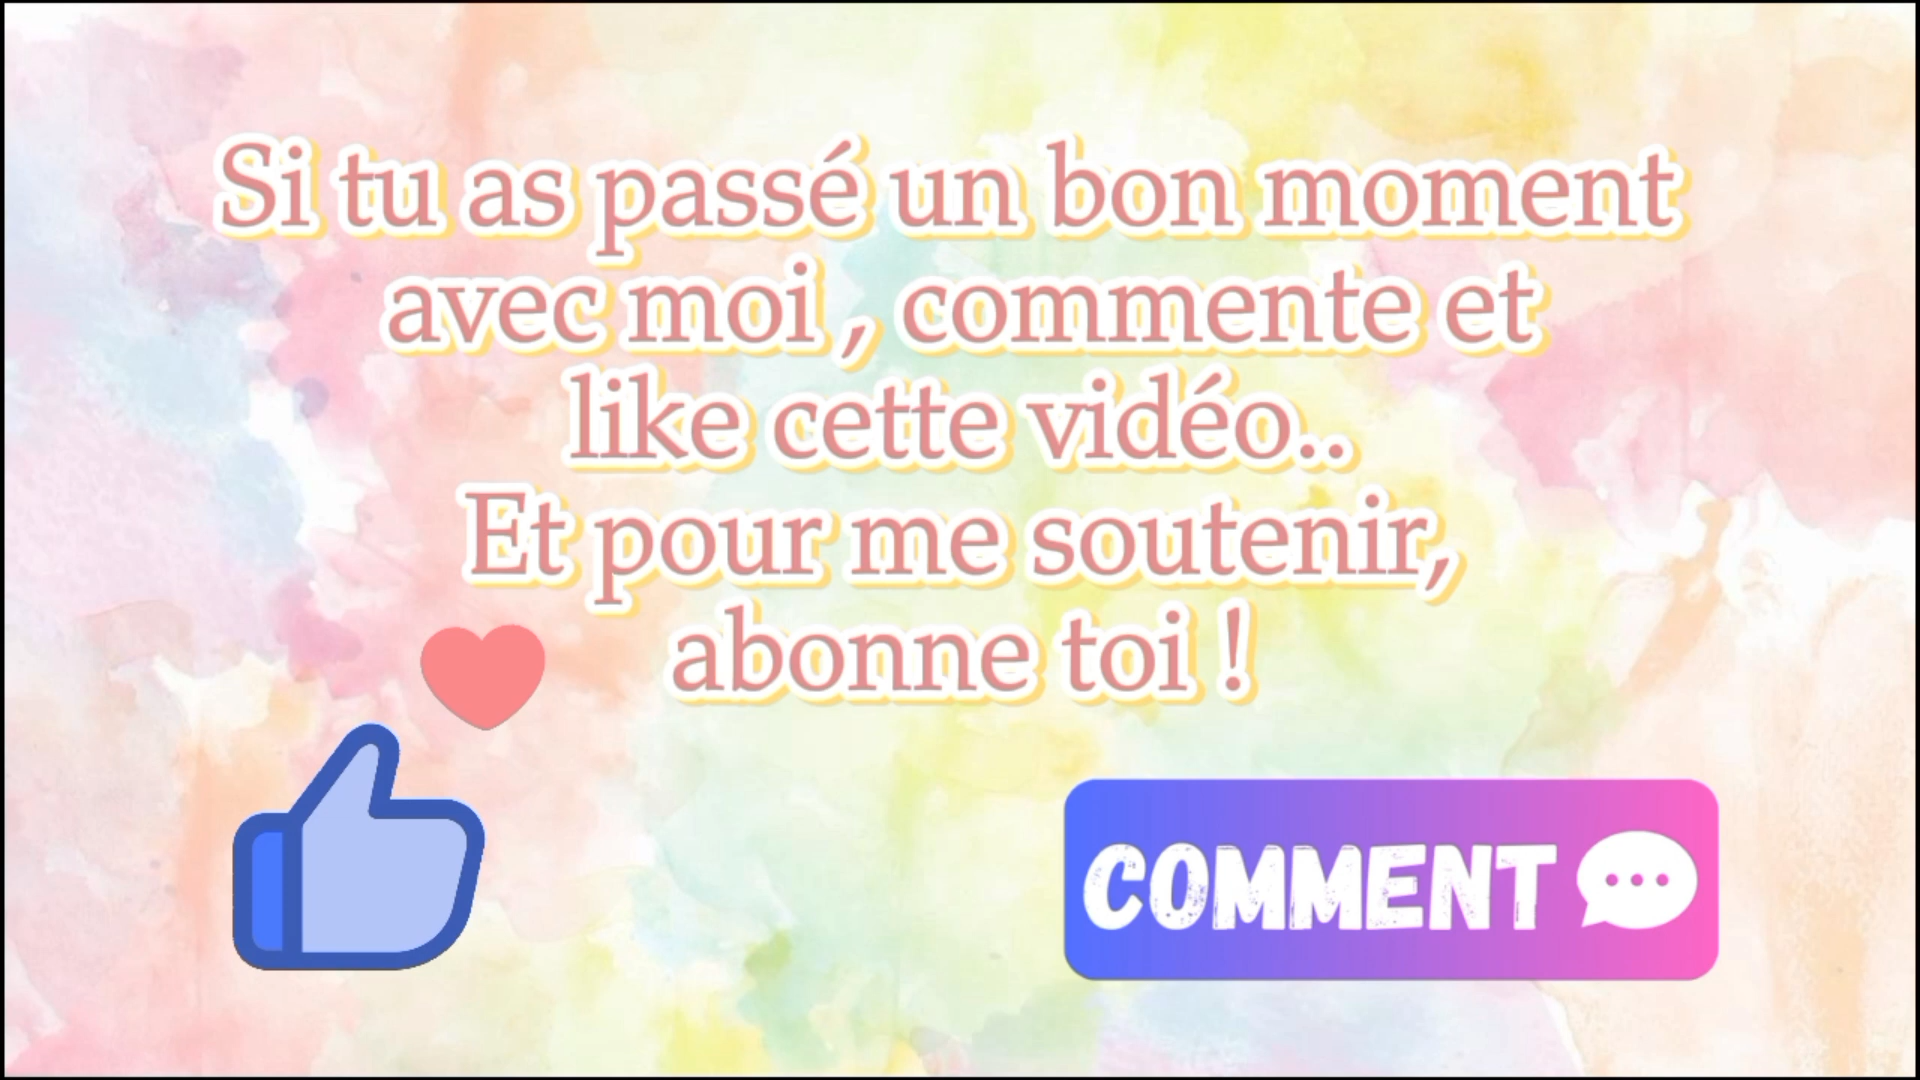 Si tu as passé un bon moment
avec moi , commente et
like cette vidéo..
Et pour me soutenir,
abonne toi !
COMMENT